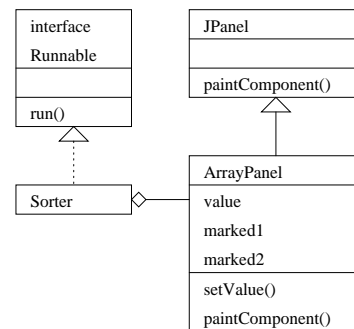 interface
Runnable
run()
JPanel
paintComponent()
Sorter
ArrayPanel
value
marked1
marked2
setValue()
paintComponent()